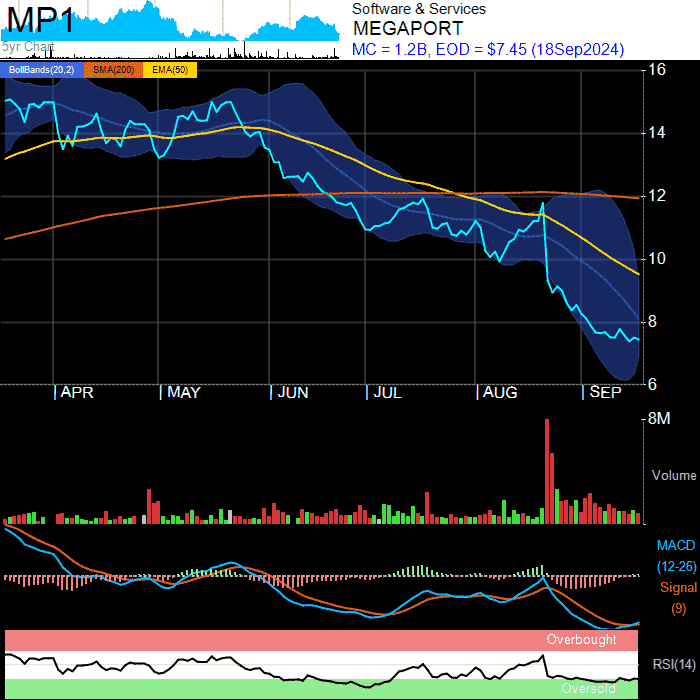 MP1
5yr Chart
Software & Services
MEGAPORT
MC = 1.2B, EOD = $7.45 (18Sep2024)
BollBands(20,2) SMA(200) EMA(50)
16
14
12
10
8
6
APR MAY JUN JUL AUG SEP
8M
Volume
MACD
(12-26)
Signal
(9)
Overbought
RSI(14)
Oversold